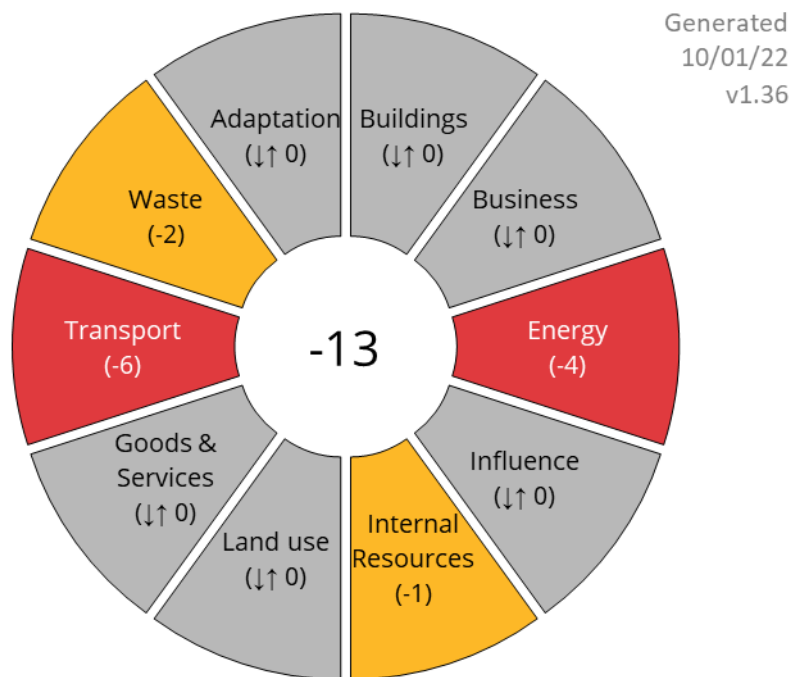 Generated
10/01/22
v1.36
Adaptation
(↓↑ 0)
Buildings
(↓↑ 0)
Business
(↓↑ 0)
Energy
(-4)
Influence
(↓↑ 0)
Internal
Resources
(-1)
Land use
(↓↑ 0)
Goods &
Services
(↓↑ 0)
Transport
(-6)
Waste
(-2)
-13